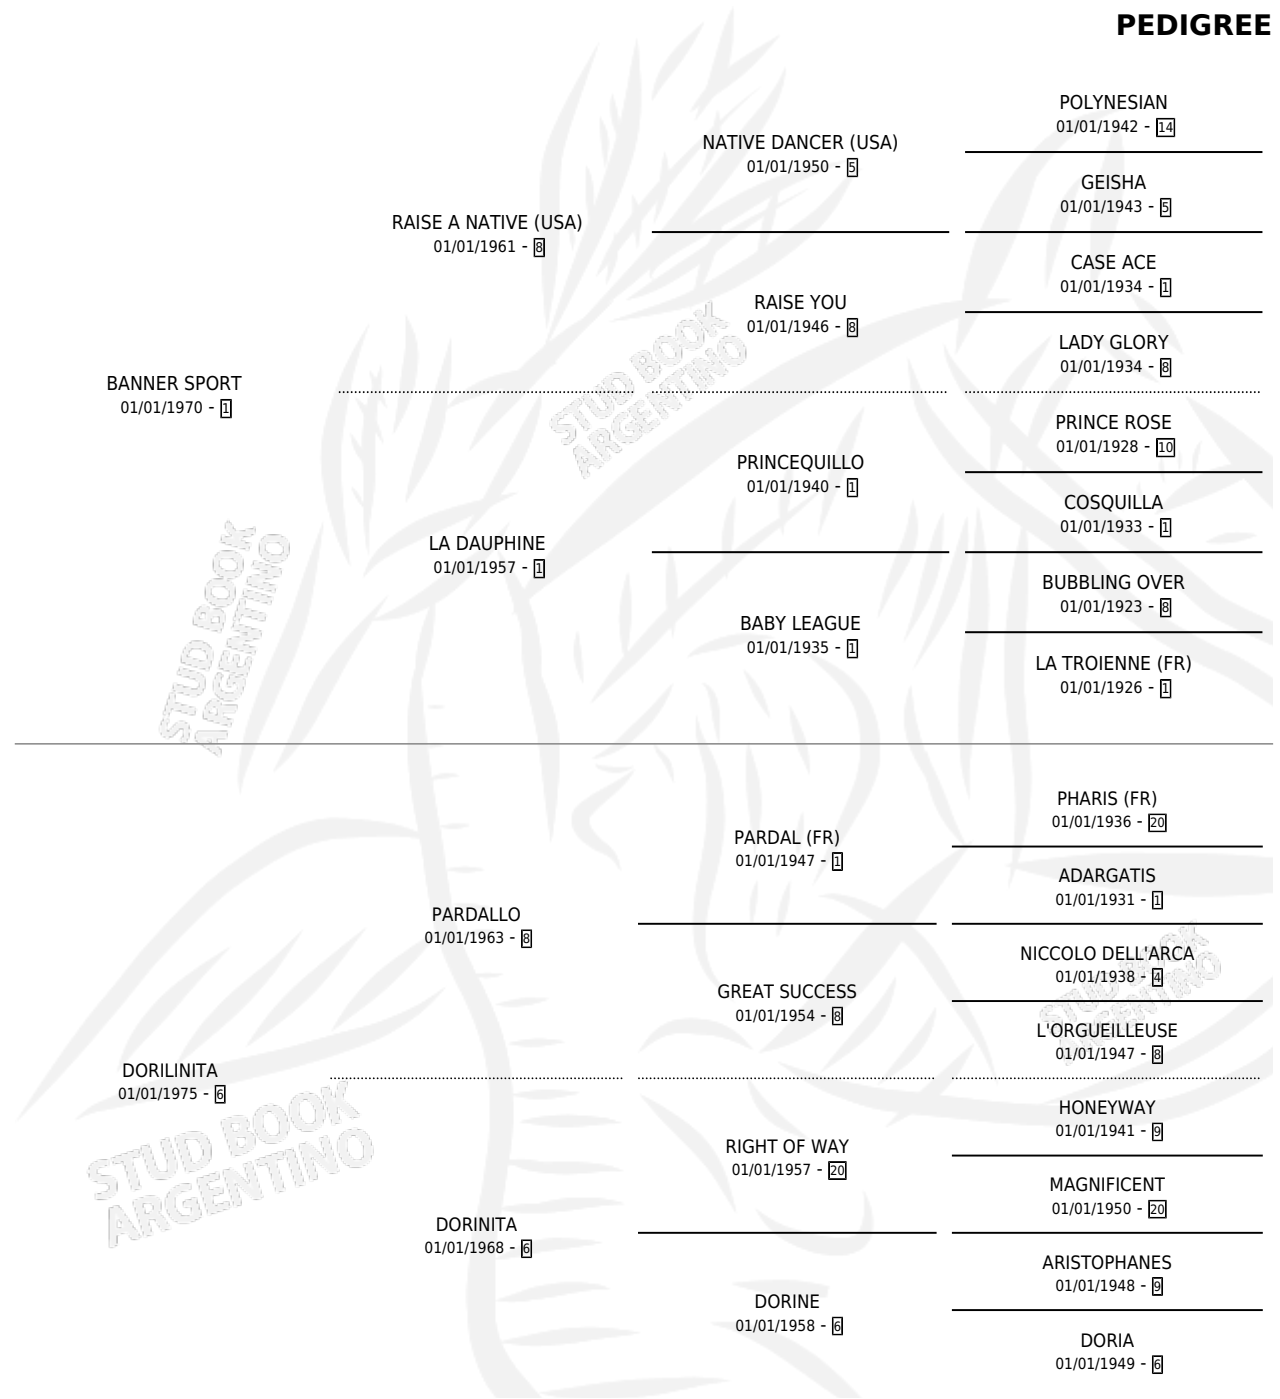 PEDIGREE
POLYNESIAN
01/01/1942 - 14
NATIVE DANCER (USA)
01/01/1950 - 5
GEISHA
01/01/1943 - 5
RAISE A NATIVE (USA)
01/01/1961 - 8
CASE ACE
01/01/1934 - 1
RAISE YOU
01/01/1946 - 8
LADY GLORY
01/01/1934 - 8
BANNER SPORT
01/01/1970 - 1
PRINCE ROSE
01/01/1928 - 10
PRINCEQUILLO
01/01/1940 - 1
COSQUILLA
01/01/1933 - 1
LA DAUPHINE
01/01/1957 - 1
BUBBLING OVER
01/01/1923 - 8
BABY LEAGUE
01/01/1935 - 1
LA TROIENNE (FR)
01/01/1926 - 1
PHARIS (FR)
01/01/1936 - 20
PARDAL (FR)
01/01/1947 - 1
ADARGATIS
01/01/1931 - 1
PARDALLO
01/01/1963 - 8
NICCOLO DELL'ARCA
01/01/1938 - 4
GREAT SUCCESS
01/01/1954 - 8
L'ORGUEILLEUSE
01/01/1947 - 8
DORILINITA
01/01/1975 - 6
HONEYWAY
01/01/1941 - 9
RIGHT OF WAY
01/01/1957 - 20
MAGNIFICENT
01/01/1950 - 20
DORINITA
01/01/1968 - 6
ARISTOPHANES
01/01/1948 - 9
DORINE
01/01/1958 - 6
DORIA
01/01/1949 - 6
STUD BOOK
ARGENTINO
STUD BOOK
ARGENTINO
STUD BOOK
ARGENTINO
STUD BOOK
ARGENTINO